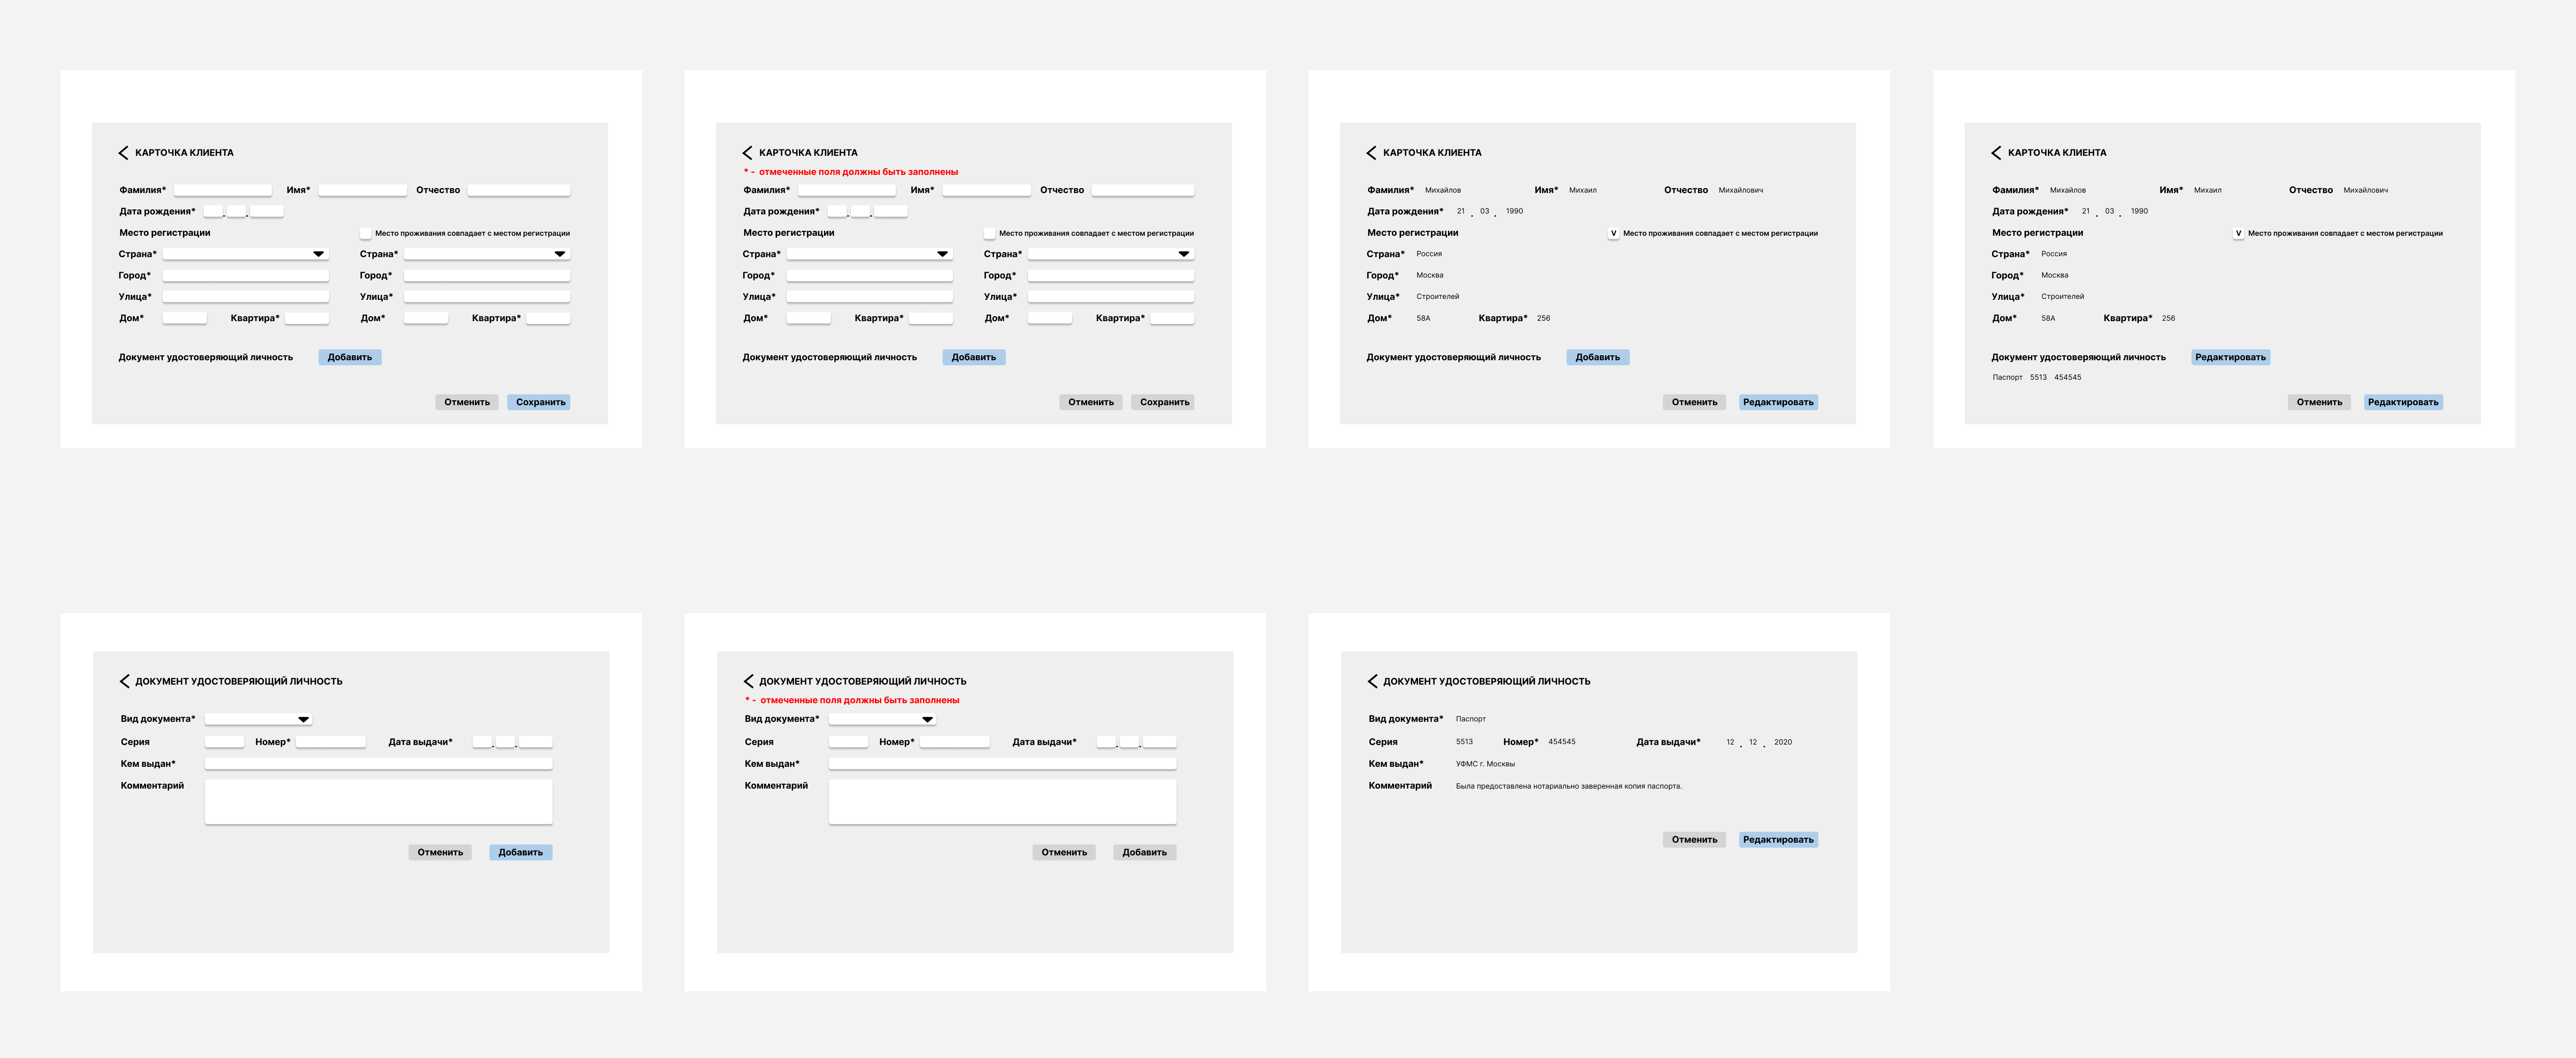 КАРТОЧКА КЛИЕНТА
Фамилия* Имя* Отчество
Дата рождения* . .
Место регистрации Место проживания совпадает с местом регистрации
Страна* Страна*
Город* Город*
Улица* Улица*
Дом* Квартира* Дом* Квартира*
Документ удостоверяющий личность Добавить
Отменить Сохранить
КАРТОЧКА КЛИЕНТА
* - отмеченные поля должны быть заполнены
Фамилия* Имя* Отчество
Дата рождения* . .
Место регистрации Место проживания совпадает с местом регистрации
Страна* Страна*
Город* Город*
Улица* Улица*
Дом* Квартира* Дом* Квартира*
Документ удостоверяющий личность Добавить
Отменить Сохранить
КАРТОЧКА КЛИЕНТА
Фамилия* Михайлов Имя* Михаил Отчество Михайлович
Дата рождения* 21 . 03 . 1990
Место регистрации V Место проживания совпадает с местом регистрации
Страна* Россия
Город* Москва
Улица* Строителей
Дом* 58А Квартира* 256
Документ удостоверяющий личность Добавить
Отменить Редактировать
КАРТОЧКА КЛИЕНТА
Фамилия* Михайлов Имя* Михаил Отчество Михайлович
Дата рождения* 21 . 03 . 1990
Место регистрации V Место проживания совпадает с местом регистрации
Страна* Россия
Город* Москва
Улица* Строителей
Дом* 58А Квартира* 256
Документ удостоверяющий личность Редактировать
Паспорт 5513 454545
Отменить Редактировать
ДОКУМЕНТ УДОСТОВЕРЯЮЩИЙ ЛИЧНОСТЬ
Вид документа*
Серия Номер* Дата выдачи* . .
Кем выдан*
Комментарий
Отменить Добавить
ДОКУМЕНТ УДОСТОВЕРЯЮЩИЙ ЛИЧНОСТЬ
* - отмеченные поля должны быть заполнены
Вид документа*
Серия Номер* Дата выдачи* . .
Кем выдан*
Комментарий
Отменить Добавить
ДОКУМЕНТ УДОСТОВЕРЯЮЩИЙ ЛИЧНОСТЬ
Вид документа* Паспорт
Серия 5513 Номер* 454545 Дата выдачи* 12 . 12 . 2020
Кем выдан* УФМС г. Москвы
Комментарий Была предоставлена нотариально заверенная копия паспорта.
Отменить Редактировать